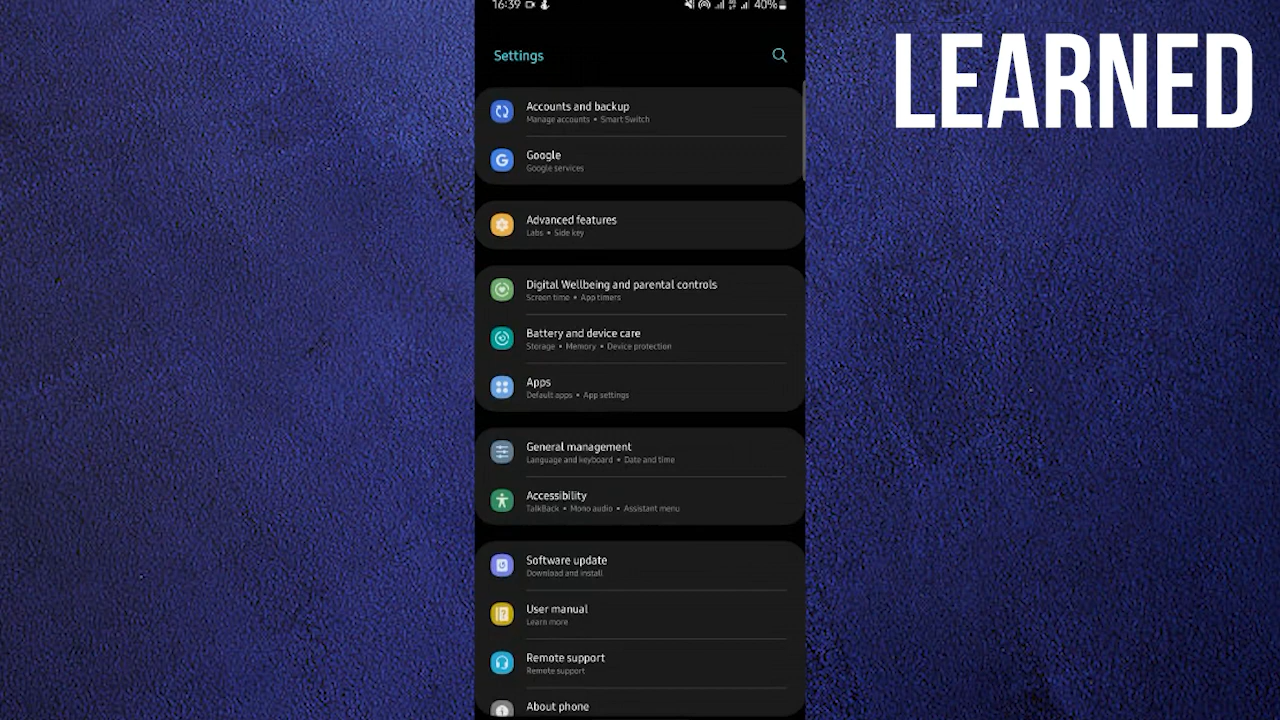 16:39
40%
LEARNED
Settings
Accounts and backup
Manage accounts • Smart Switch
Google
Google services
Advanced features
Labs • Side key
Digital Wellbeing and parental controls
Screen time • App timers
Battery and device care
Storage • Memory • Device protection
Apps
Default apps • App settings
General management
Language and keyboard • Date and time
Accessibility
TalkBack • Mono audio • Assistant menu
Software update
Download and install
User manual
Learn more
Remote support
Remote support
About phone